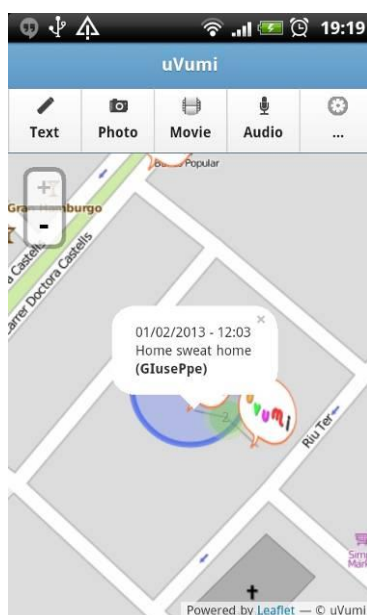 19:19
uVumi
Text
Photo
Movie
Audio
...
Popular
+
-
Gran Hamburgo
Castells
Carrer Doctora Castells
01/02/2013 - 12:03
×
Home sweat home
(GIusePpe)
2
uvumi
Riu Ter
Powered by Leaflet — © uVumi